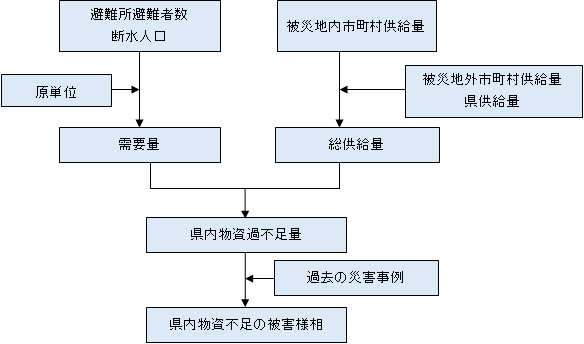 避難所避難者数
断水人口
被災地内市町村供給量
原単位
被災地外市町村供給量
県供給量
需要量
総供給量
県内物資過不足量
過去の災害事例
県内物資不足の被害様相